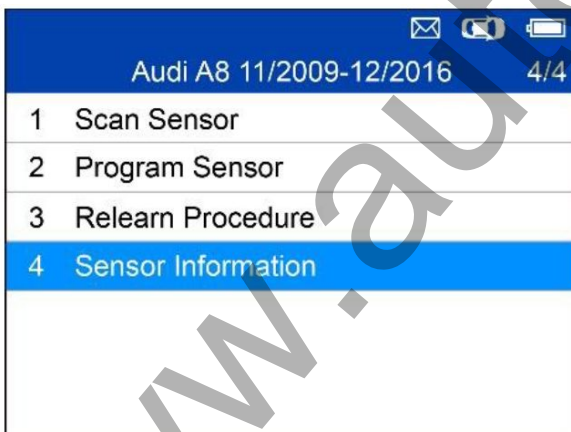 Audi A8 11/2009-12/2016 4/4
1 Scan Sensor
2 Program Sensor
3 Relearn Procedure
4 Sensor Information
w.au